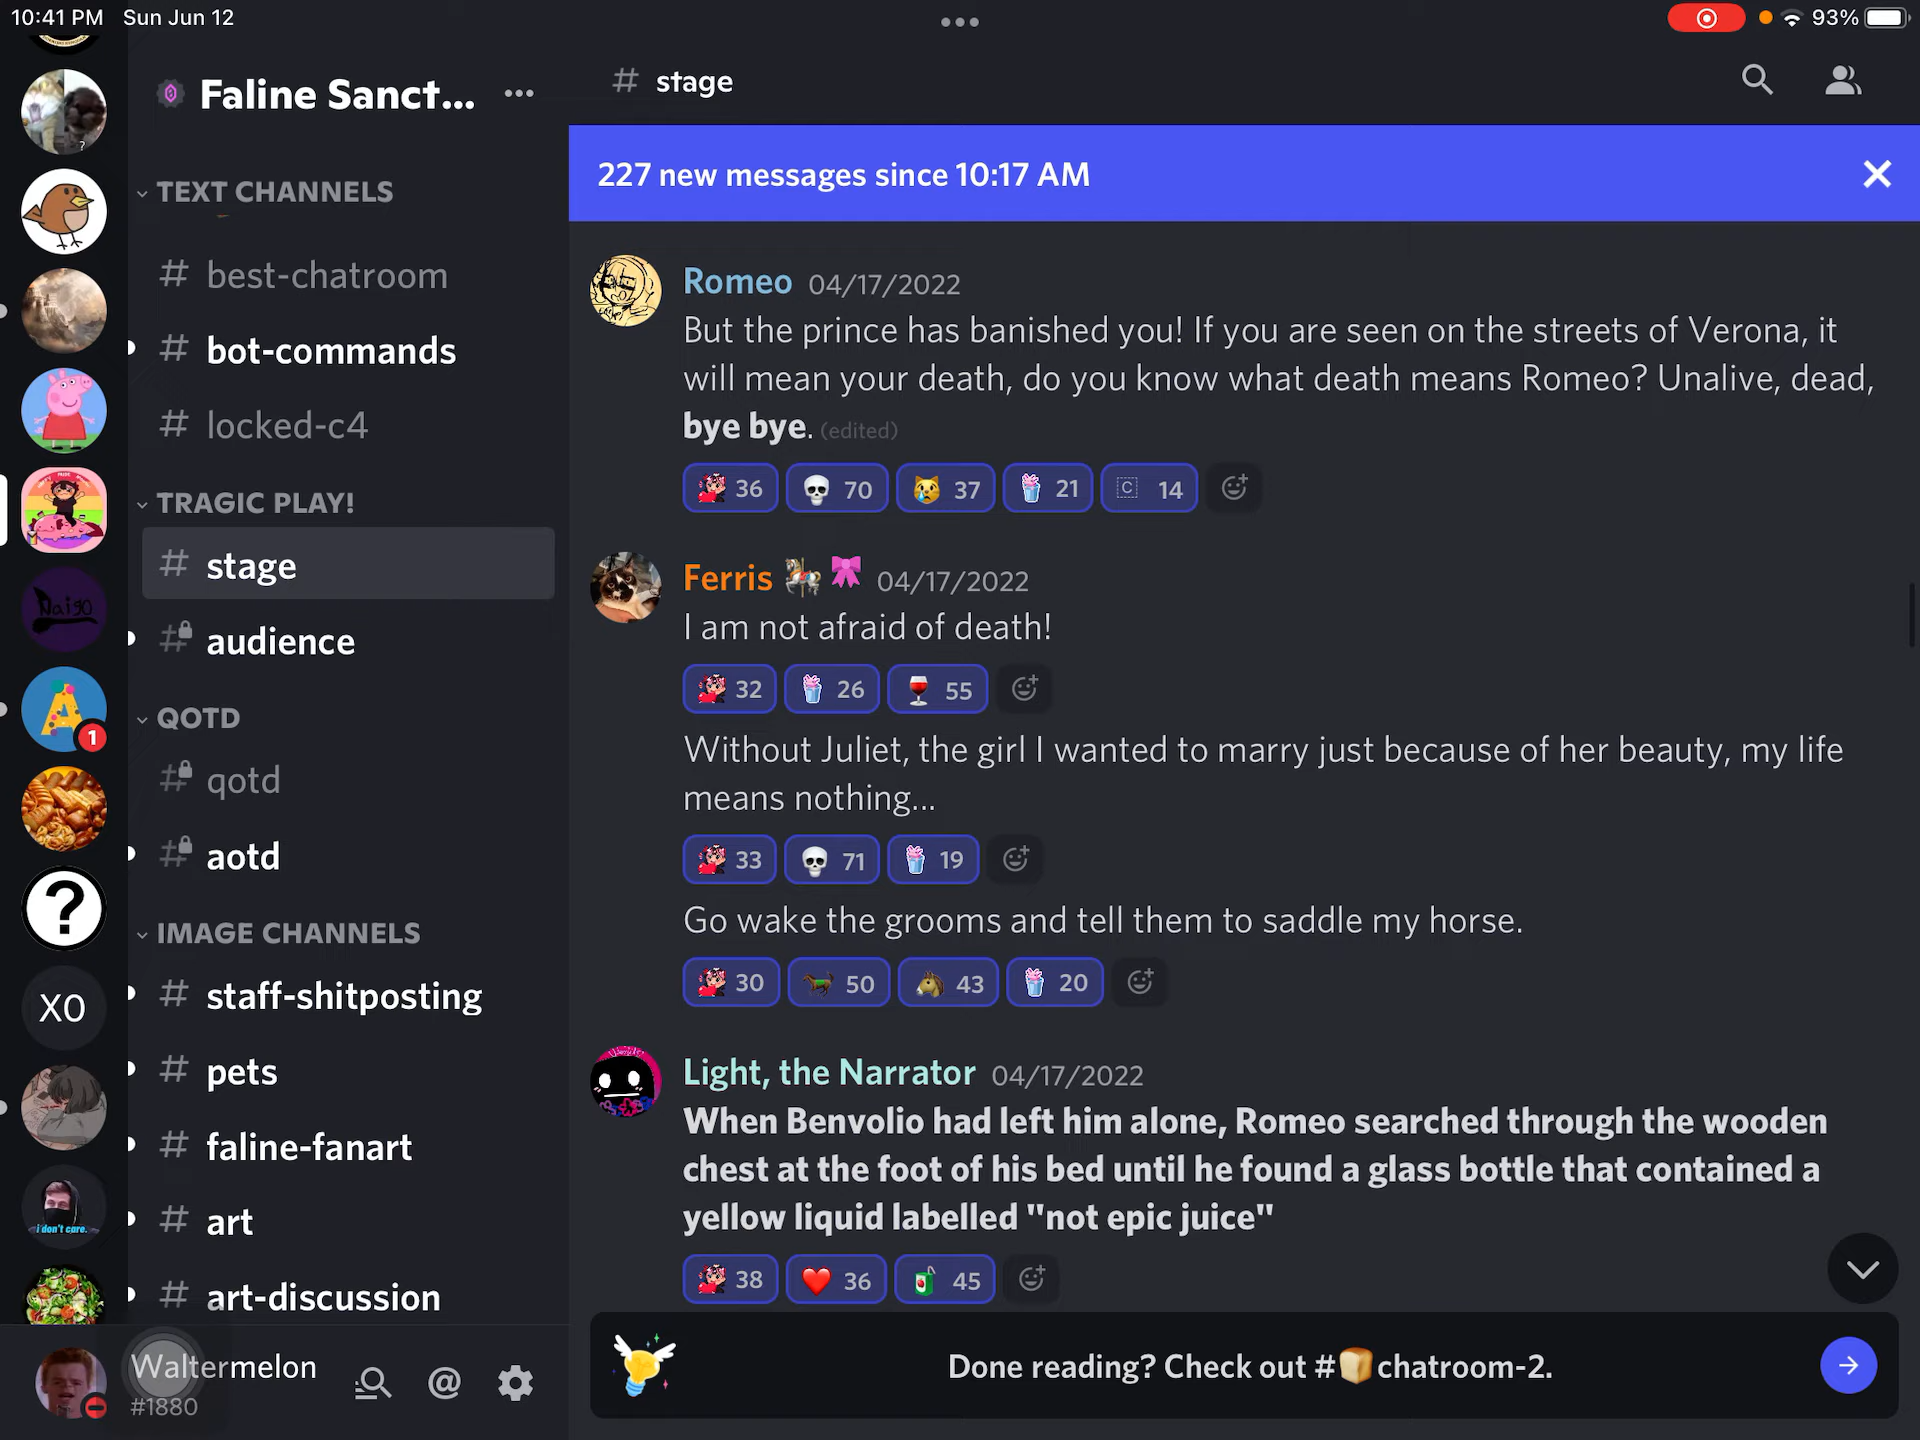 10:41 PM Sun Jun 12
93%
Faline Sanct...
TEXT CHANNELS
best-chatroom
bot-commands
locked-c4
TRAGIC PLAY!
stage
audience
QOTD
qotd
aotd
IMAGE CHANNELS
staff-shitposting
pets
faline-fanart
art
art-discussion
?
Naigo
A
1
?
XO
i don't care.
Waltermelon
#1880
# stage
227 new messages since 10:17 AM
Romeo 04/17/2022
But the prince has banished you! If you are seen on the streets of Verona, it
will mean your death, do you know what death means Romeo? Unalive, dead,
bye bye. (edited)
36 70 37 21 C 14
Ferris 04/17/2022
I am not afraid of death!
32 26 55
Without Juliet, the girl I wanted to marry just because of her beauty, my life
means nothing...
33 71 19
Go wake the grooms and tell them to saddle my horse.
30 50 43 20
Light, the Narrator 04/17/2022
When Benvolio had left him alone, Romeo searched through the wooden
chest at the foot of his bed until he found a glass bottle that contained a
yellow liquid labelled "not epic juice"
38 36 45
Done reading? Check out #🍞chatroom-2.